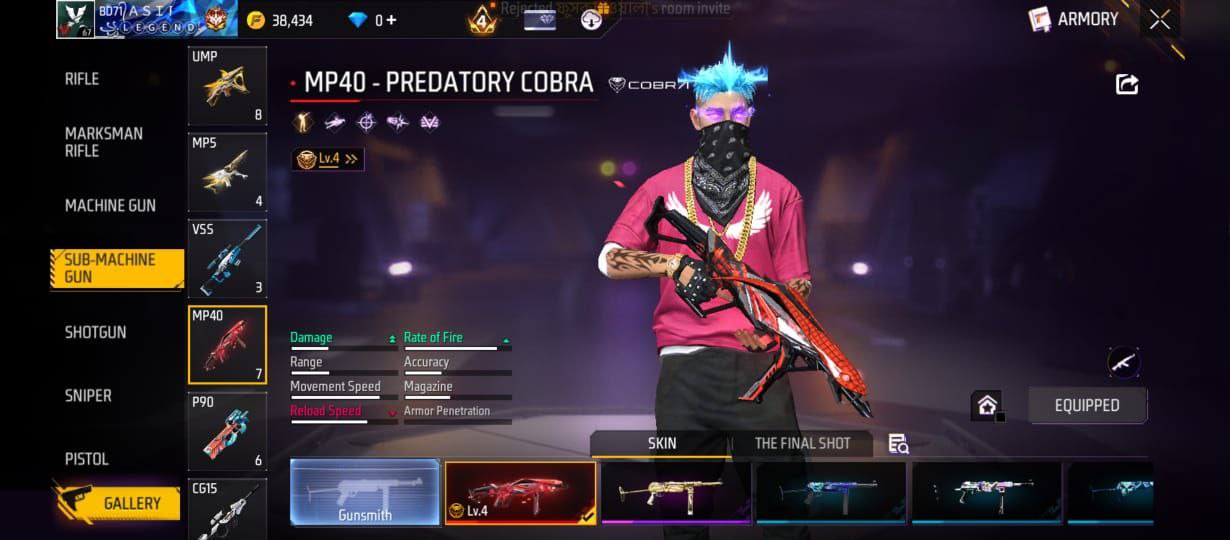 BD71 A S I F
L E G E N D
67
38,434
0 +
4
Rejected
's room invite
ARMORY
RIFLE
MARKSMAN
RIFLE
MACHINE GUN
SUB-MACHINE
GUN
SHOTGUN
SNIPER
PISTOL
GALLERY
UMP
8
MP5
4
VSS
3
MP40
7
P90
6
CG15
MP40 - PREDATORY COBRA
COBRA
Lv.4
Damage
Rate of Fire
Range
Accuracy
Movement Speed
Magazine
Reload Speed
Armor Penetration
EQUIPPED
SKIN
THE FINAL SHOT
Gunsmith
Lv.4